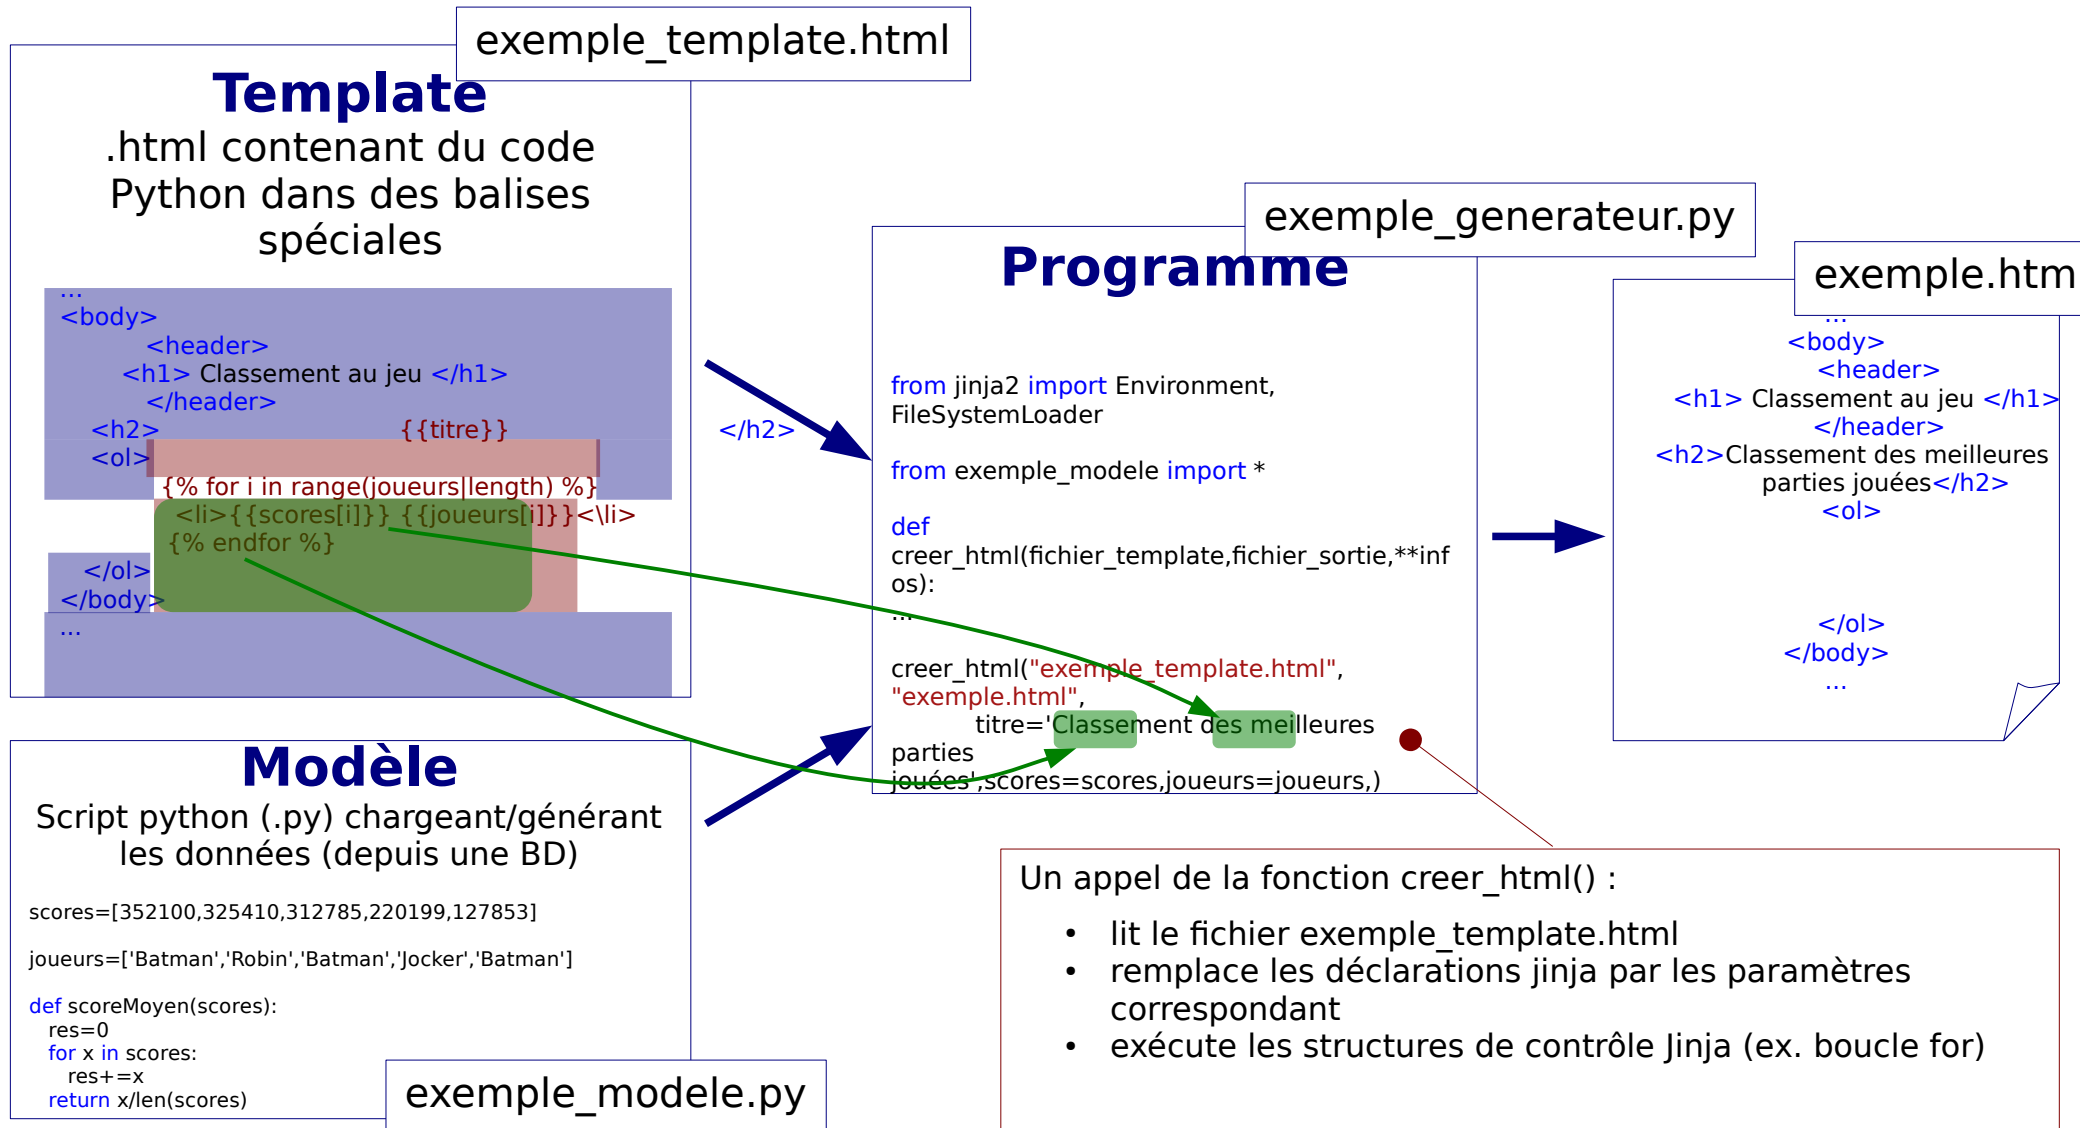 exemple_template.html
Template
.html contenant du code
Python dans des balises
spéciales
...
<body>
<header>
<h1> Classement au jeu </h1>
</header>
<h2> {{titre}} </h2>
<ol>
{% for i in range(joueurs|length) %}
<li>{{scores[i]}} {{joueurs[i]}}<\li>
{% endfor %}
</ol>
</body>
...
Modèle
Script python (.py) chargeant/générant
les données (depuis une BD)
scores=[352100,325410,312785,220199,127853]
joueurs=['Batman','Robin','Batman','Jocker','Batman']
def scoreMoyen(scores):
res=0
for x in scores:
res+=x
return x/len(scores)
exemple_modele.py
exemple_generateur.py
Programme
from jinja2 import Environment,
FileSystemLoader
from exemple_modele import *
def
creer_html(fichier_template,fichier_sortie,**inf
os):
...
creer_html("exemple_template.html",
"exemple.html",
titre='Classement des meilleures
parties
jouées',scores=scores,joueurs=joueurs,)
exemple.htm
...
<body>
<header>
<h1> Classement au jeu </h1>
</header>
<h2>Classement des meilleures
parties jouées</h2>
<ol>
</ol>
</body>
...
Un appel de la fonction creer_html() :
• lit le fichier exemple_template.html
• remplace les déclarations jinja par les paramètres
correspondant
• exécute les structures de contrôle Jinja (ex. boucle for)